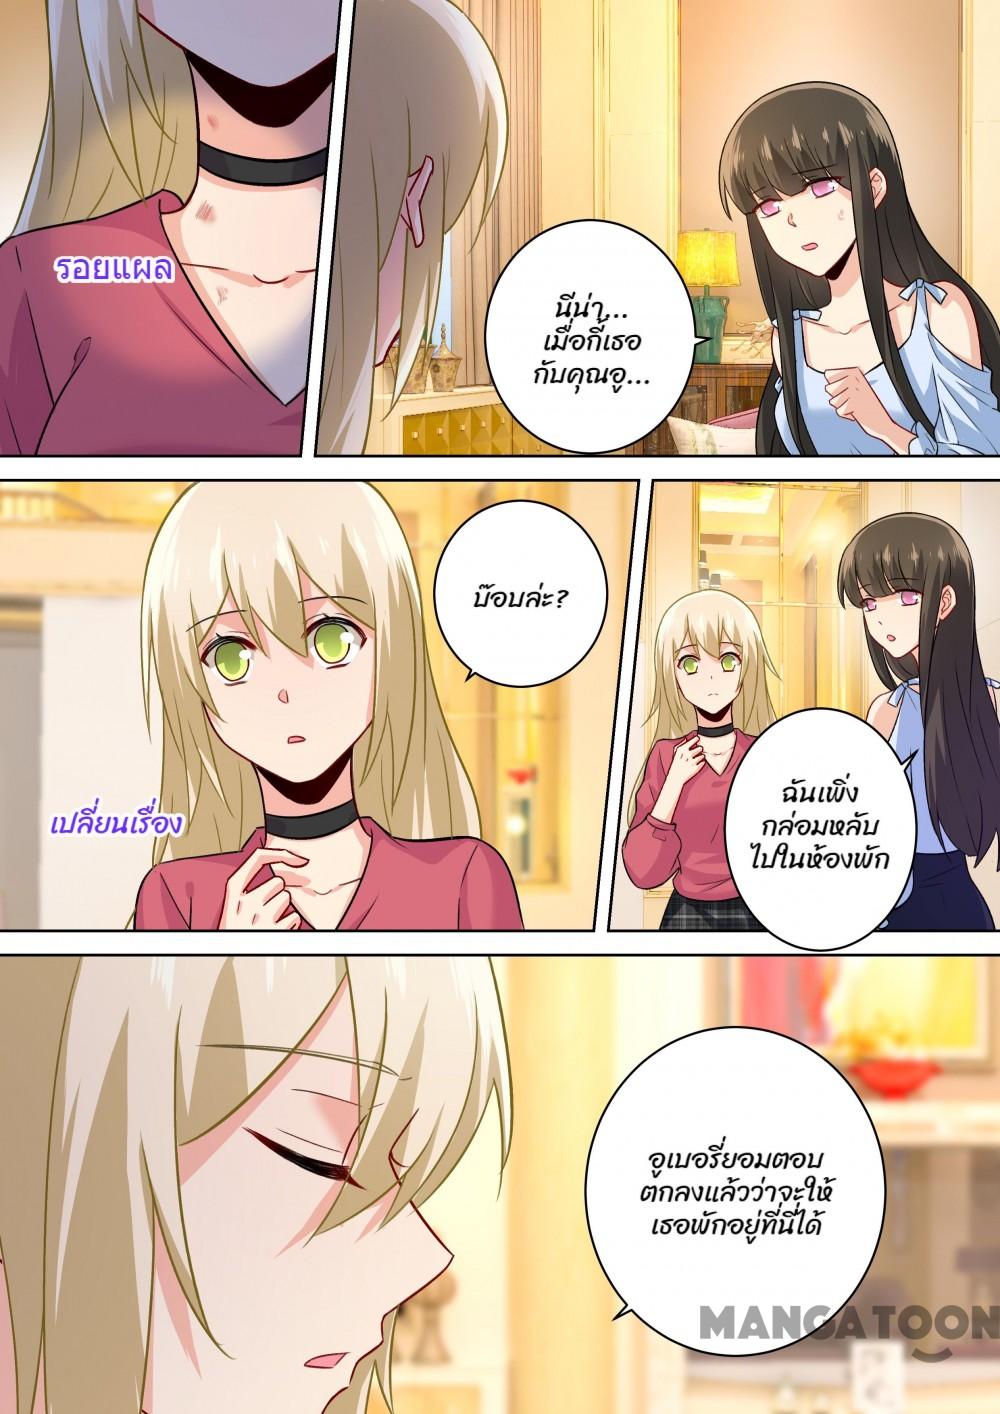 รอยแผล
นีน่า...
เมื่อกี้เธอ
กับคุณอู...
บ๊อบล่ะ?
เปลี่ยนเรื่อง
ฉันเพิ่ง
กล่อมหลับ
ไปในห้องพัก
อูเบอรี่ยอมตอบ
ตกลงแล้วว่าจะให้
เธอพักอยู่ที่นี่ได้
MANGATOON